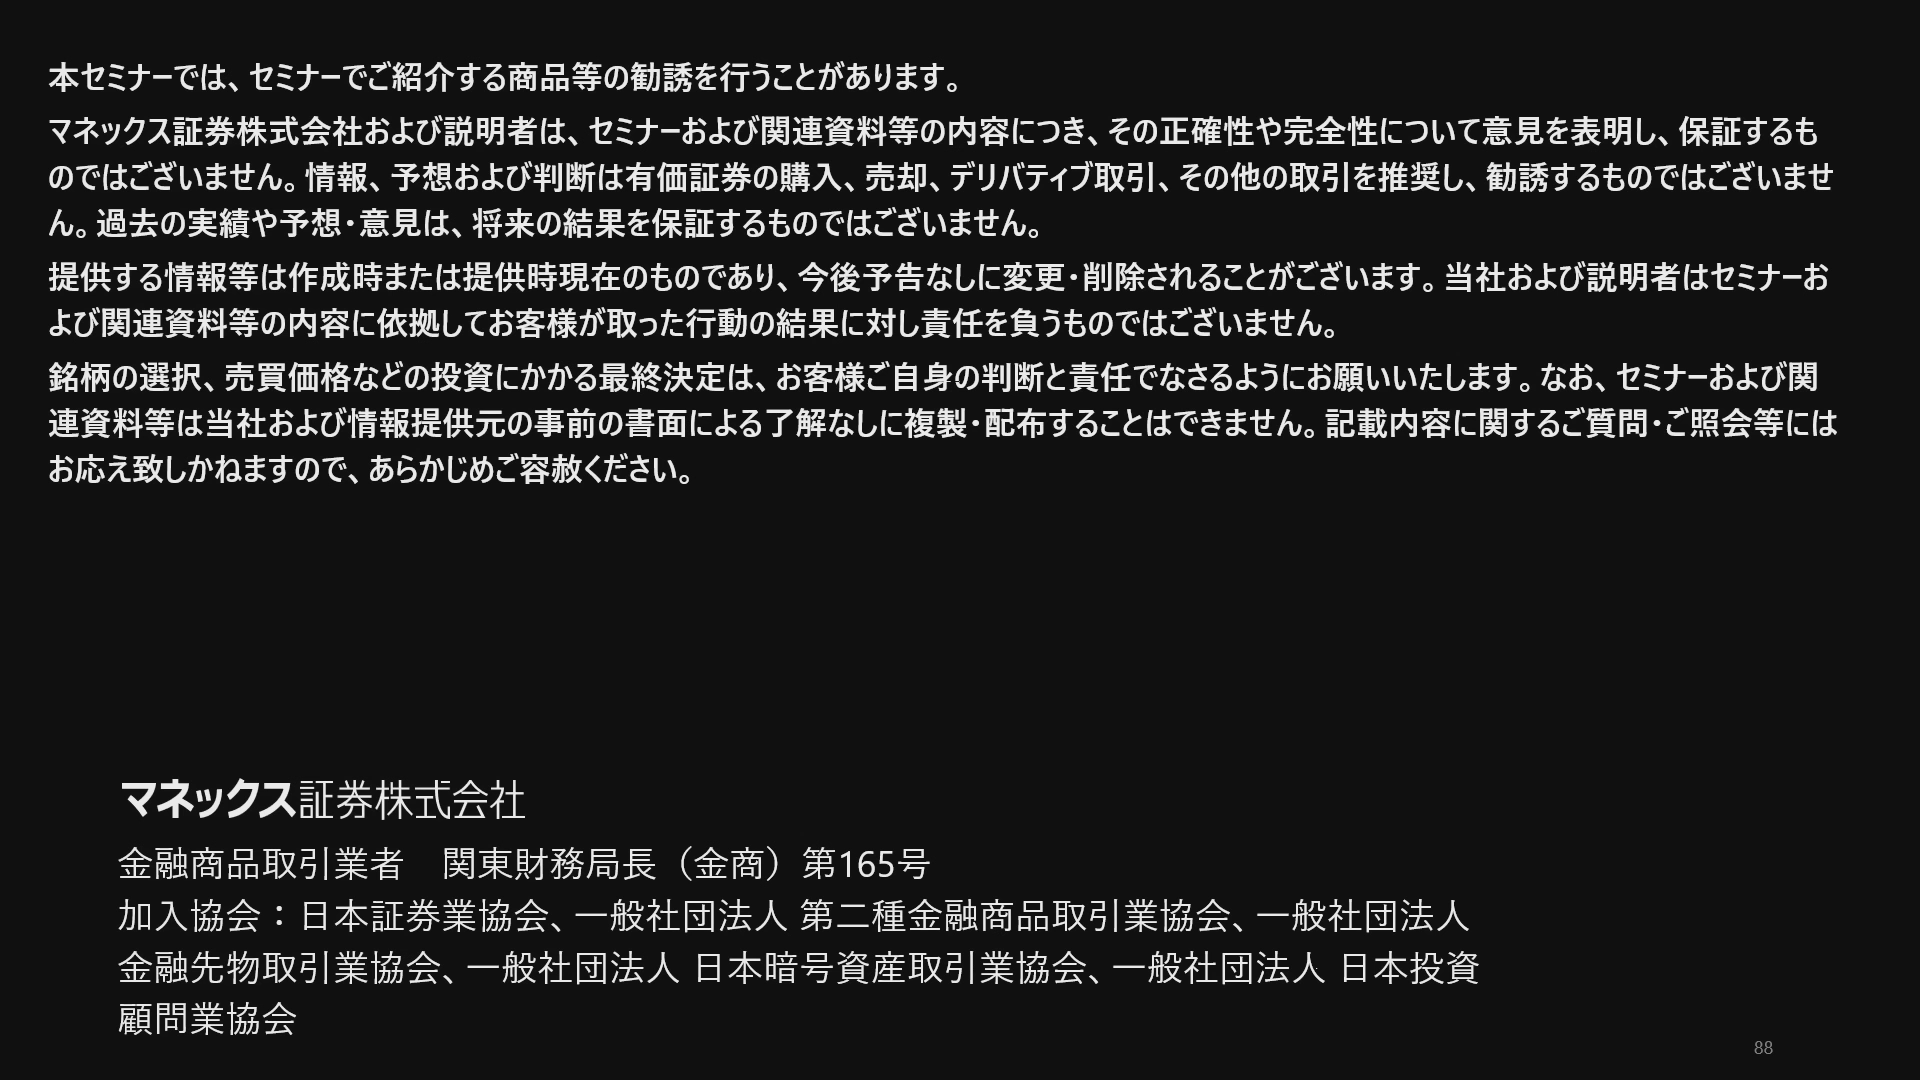 本セミナーでは、セミナーでご紹介する商品等の勧誘を行うことがあります。
マネックス証券株式会社および説明者は、セミナーおよび関連資料等の内容につき、その正確性や完全性について意見を表明し、保証するも
のではございません。情報、予想および判断は有価証券の購入、売却、デリバティブ取引、その他の取引を推奨し、勧誘するものではございませ
ん。過去の実績や予想・意見は、将来の結果を保証するものではございません。
提供する情報等は作成時または提供時現在のものであり、今後予告なしに変更・削除されることがございます。当社および説明者はセミナーお
よび関連資料等の内容に依拠してお客様が取った行動の結果に対し責任を負うものではございません。
銘柄の選択、売買価格などの投資にかかる最終決定は、お客様ご自身の判断と責任でなさるようにお願いいたします。なお、セミナーおよび関
連資料等は当社および情報提供元の事前の書面による了解なしに複製・配布することはできません。記載内容に関するご質問・ご照会等には
お応え致しかねますので、あらかじめご容赦ください。
マネックス証券株式会社
金融商品取引業者　関東財務局長（金商）第165号
加入協会：日本証券業協会、一般社団法人 第二種金融商品取引業協会、一般社団法人
金融先物取引業協会、一般社団法人 日本暗号資産取引業協会、一般社団法人 日本投資
顧問業協会
88